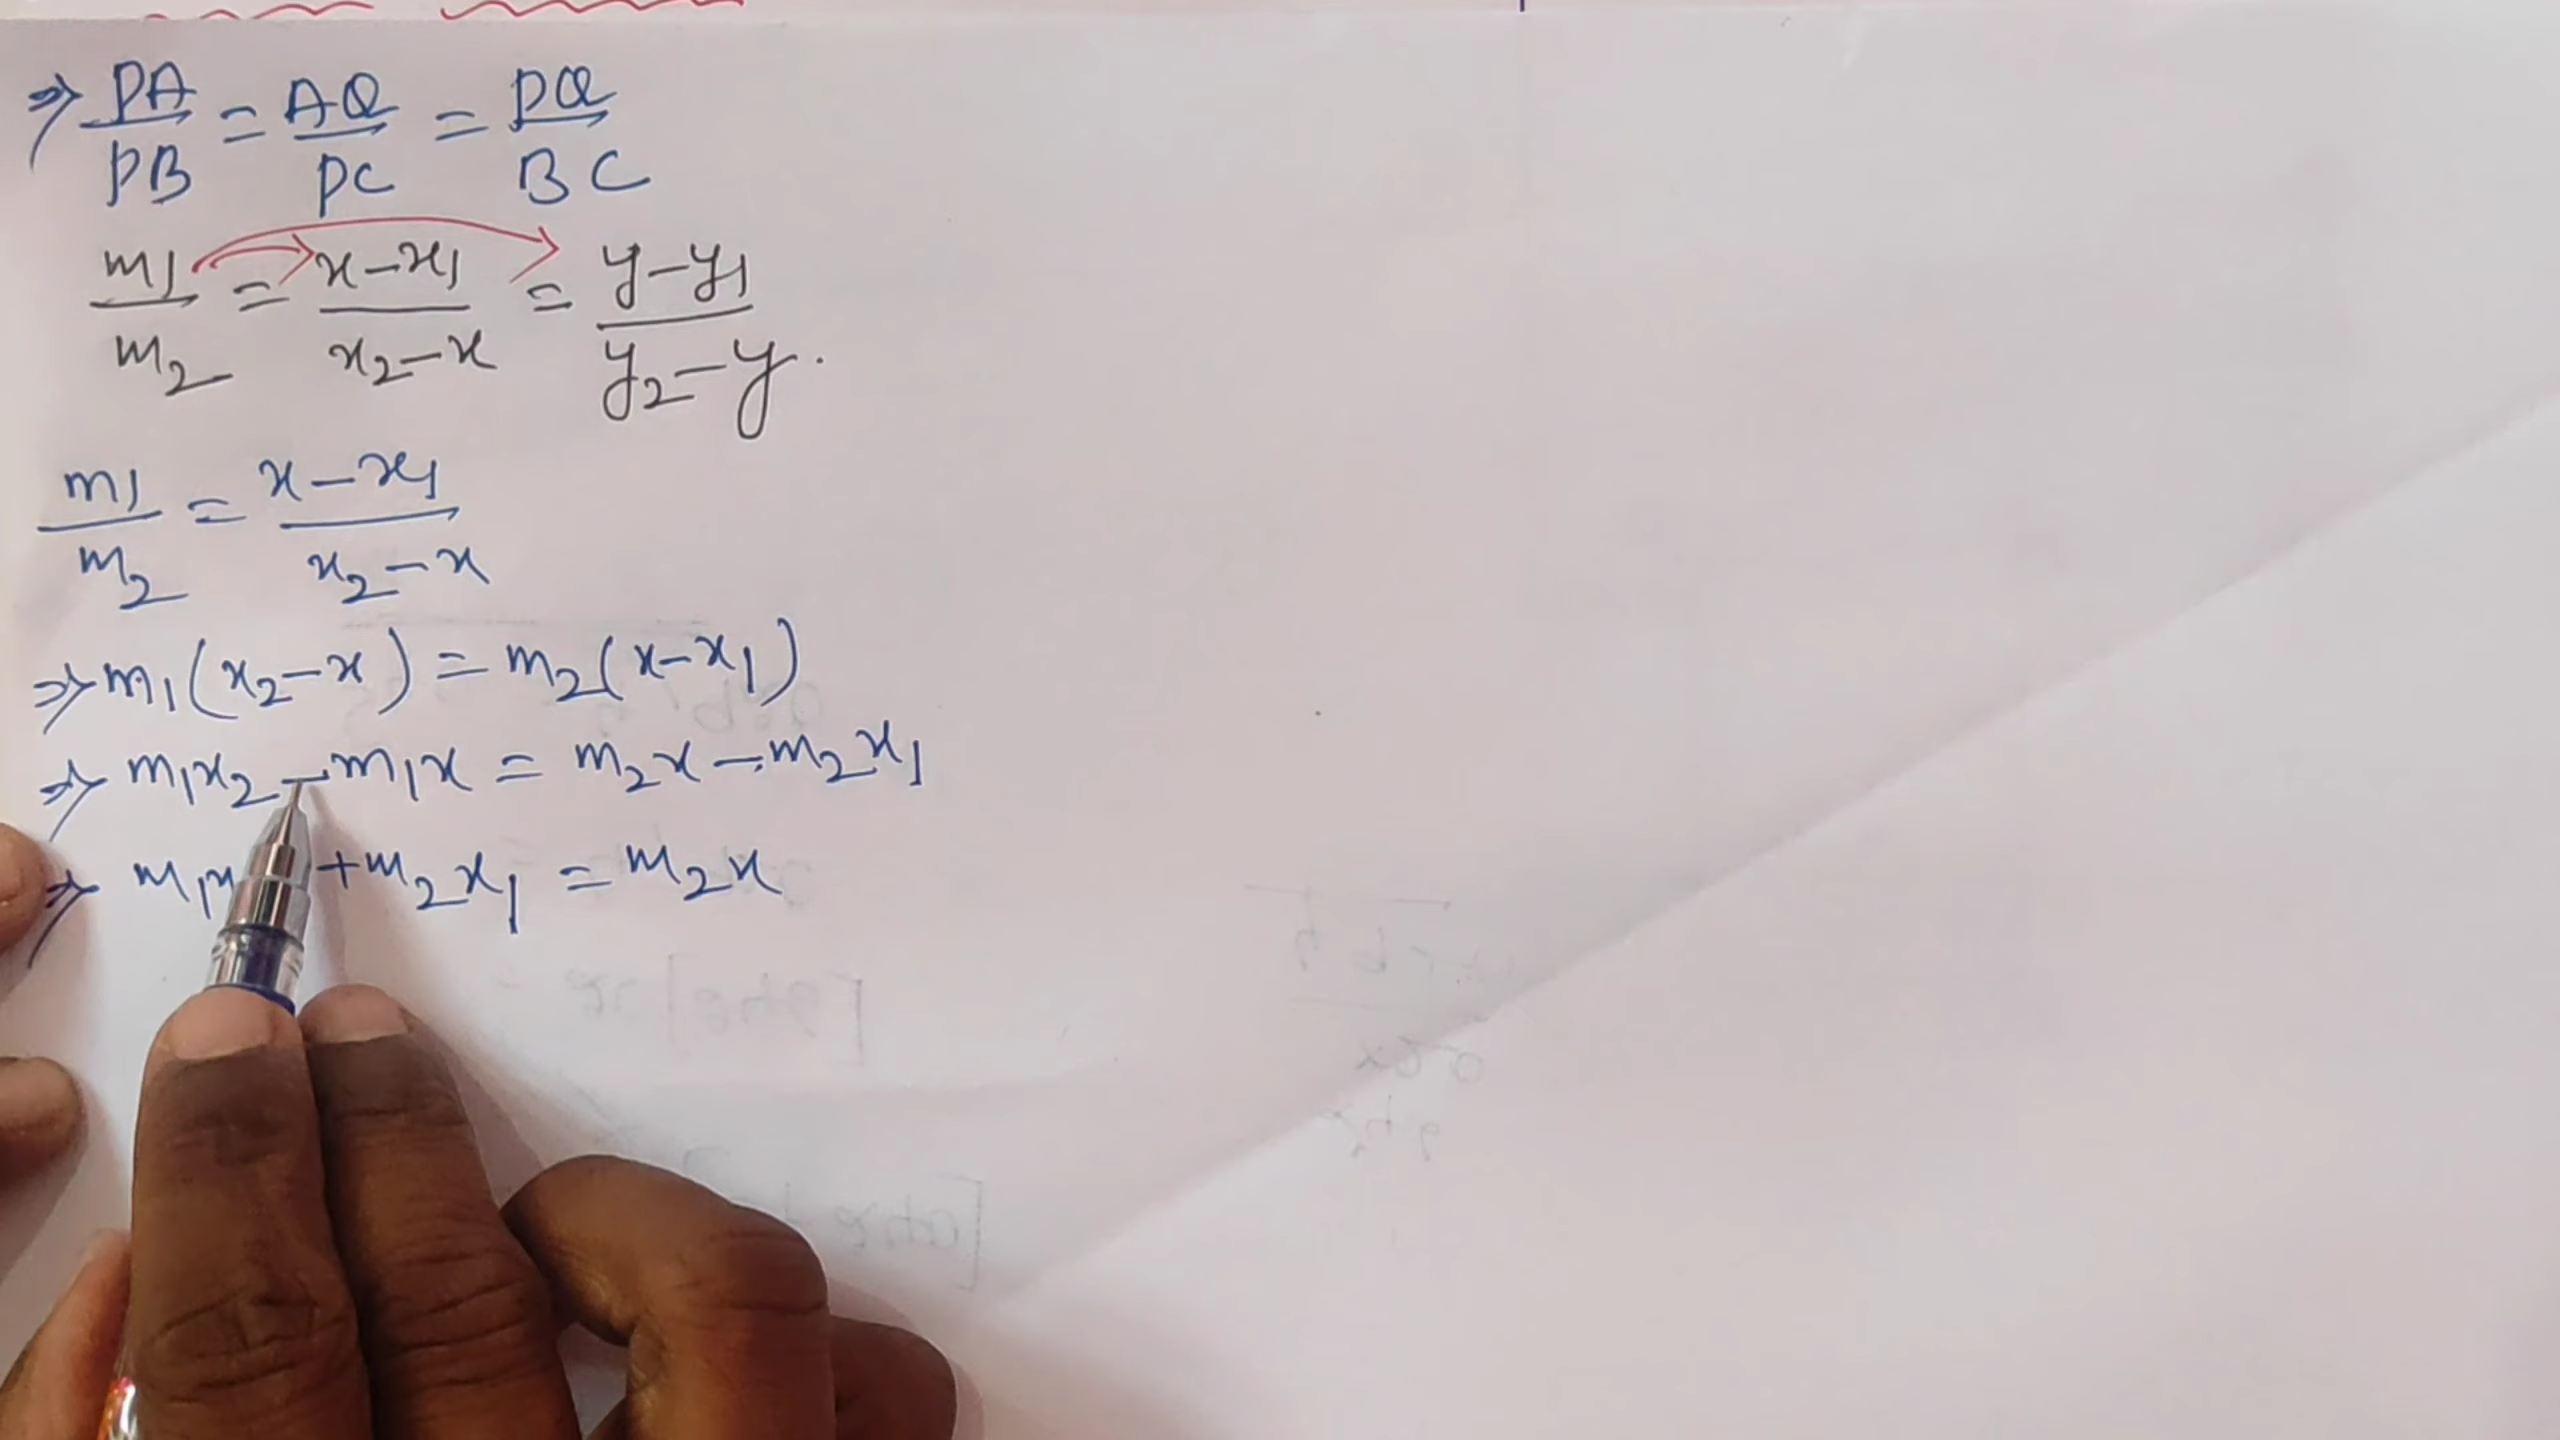 ⇒ PA/PB = AQ/PC = PQ/BC
m1/m2 = x-x1/x2-x = y-y1/y2-y.
m1/m2 = x-x1/x2-x
⇒ m1(x2-x) = m2(x-x1)
⇒ m1x2 - m1x = m2x - m2x1
⇒ m1x +m2x1 = m2x